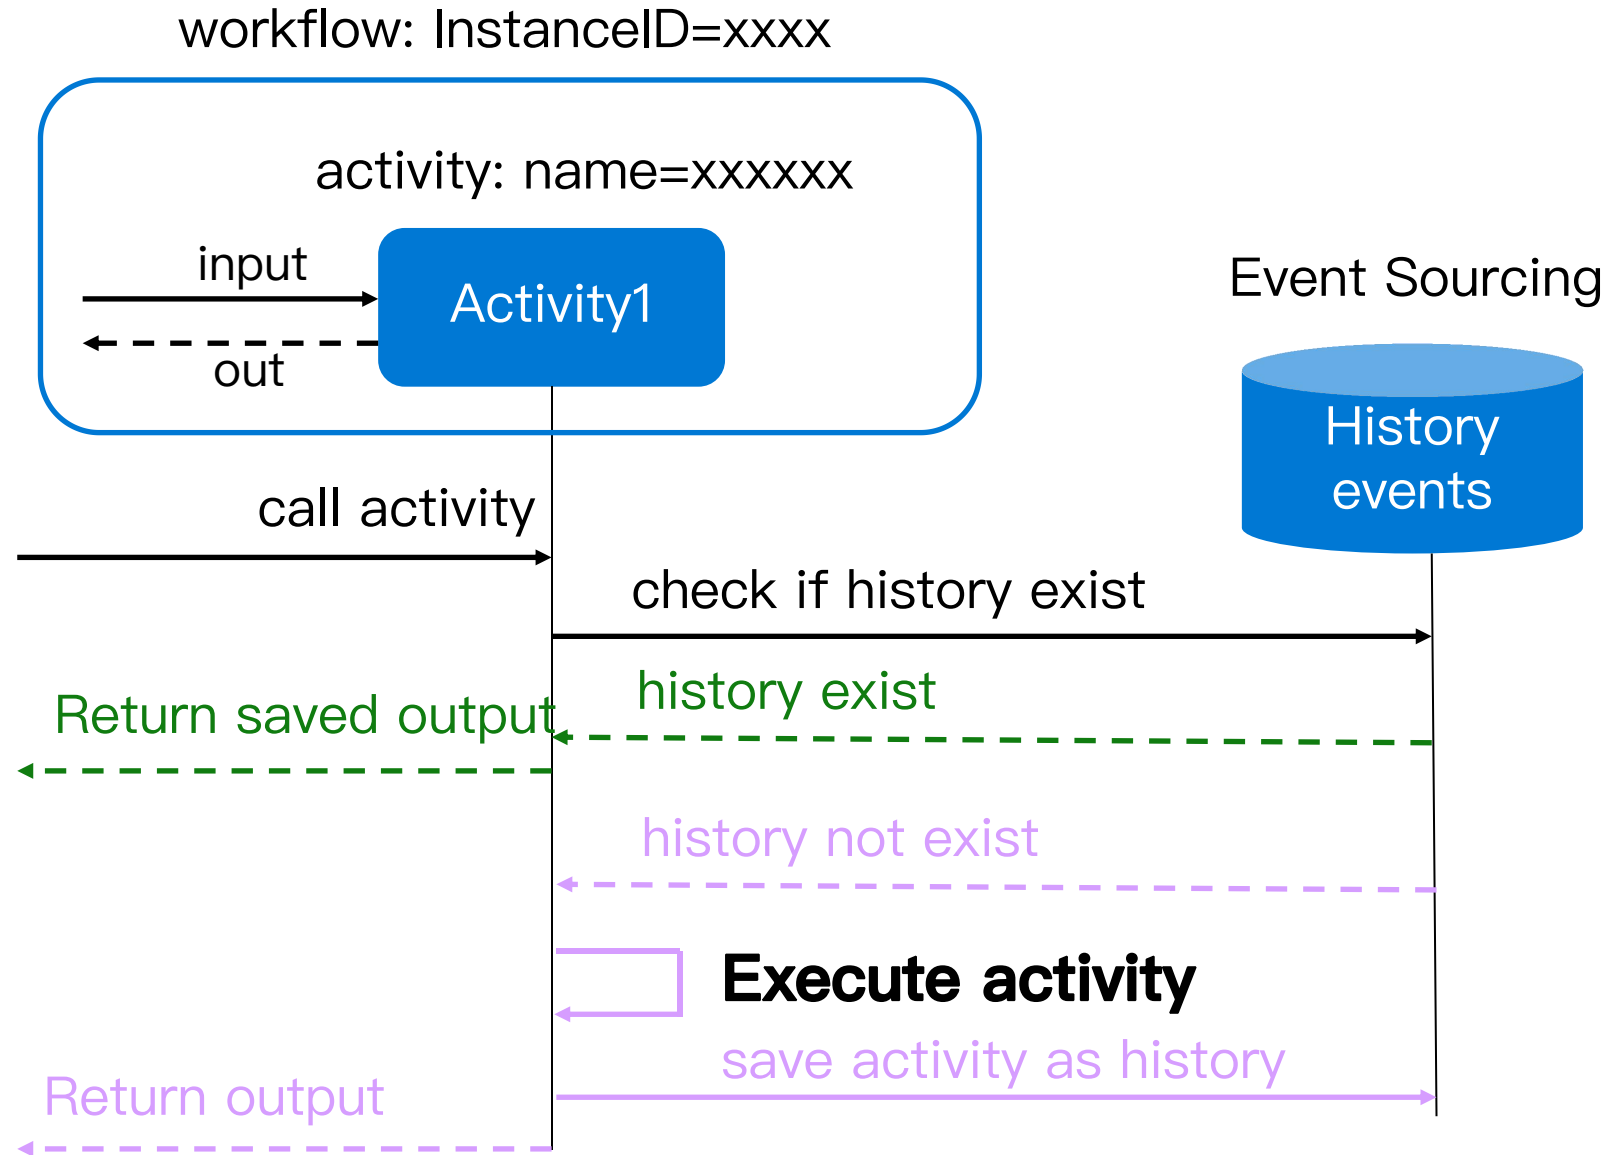 workflow: InstanceID=xxxx
activity: name=xxxxxx
input
Activity1
out
Event Sourcing
History
events
call activity
check if history exist
history exist
Return saved output
history not exist
Execute activity
save activity as history
Return output